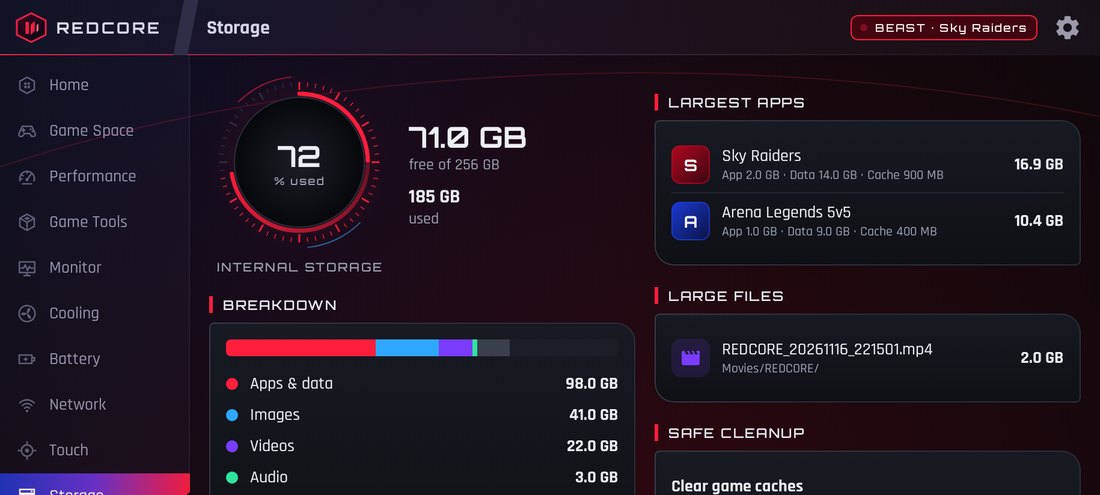 REDCORE
Storage
BEAST · Sky Raiders
Home
Game Space
Performance
Game Tools
Monitor
Cooling
Battery
Network
Touch
Storage
72
% used
INTERNAL STORAGE
71.0 GB
free of 256 GB
185 GB
used
BREAKDOWN
Apps & data 98.0 GB
Images 41.0 GB
Videos 22.0 GB
Audio 3.0 GB
LARGEST APPS
S
Sky Raiders 16.9 GB
App 2.0 GB · Data 14.0 GB · Cache 900 MB
A
Arena Legends 5v5 10.4 GB
App 1.0 GB · Data 9.0 GB · Cache 400 MB
LARGE FILES
REDCORE_20261116_221501.mp4 2.0 GB
Movies/REDCORE/
SAFE CLEANUP
Clear game caches